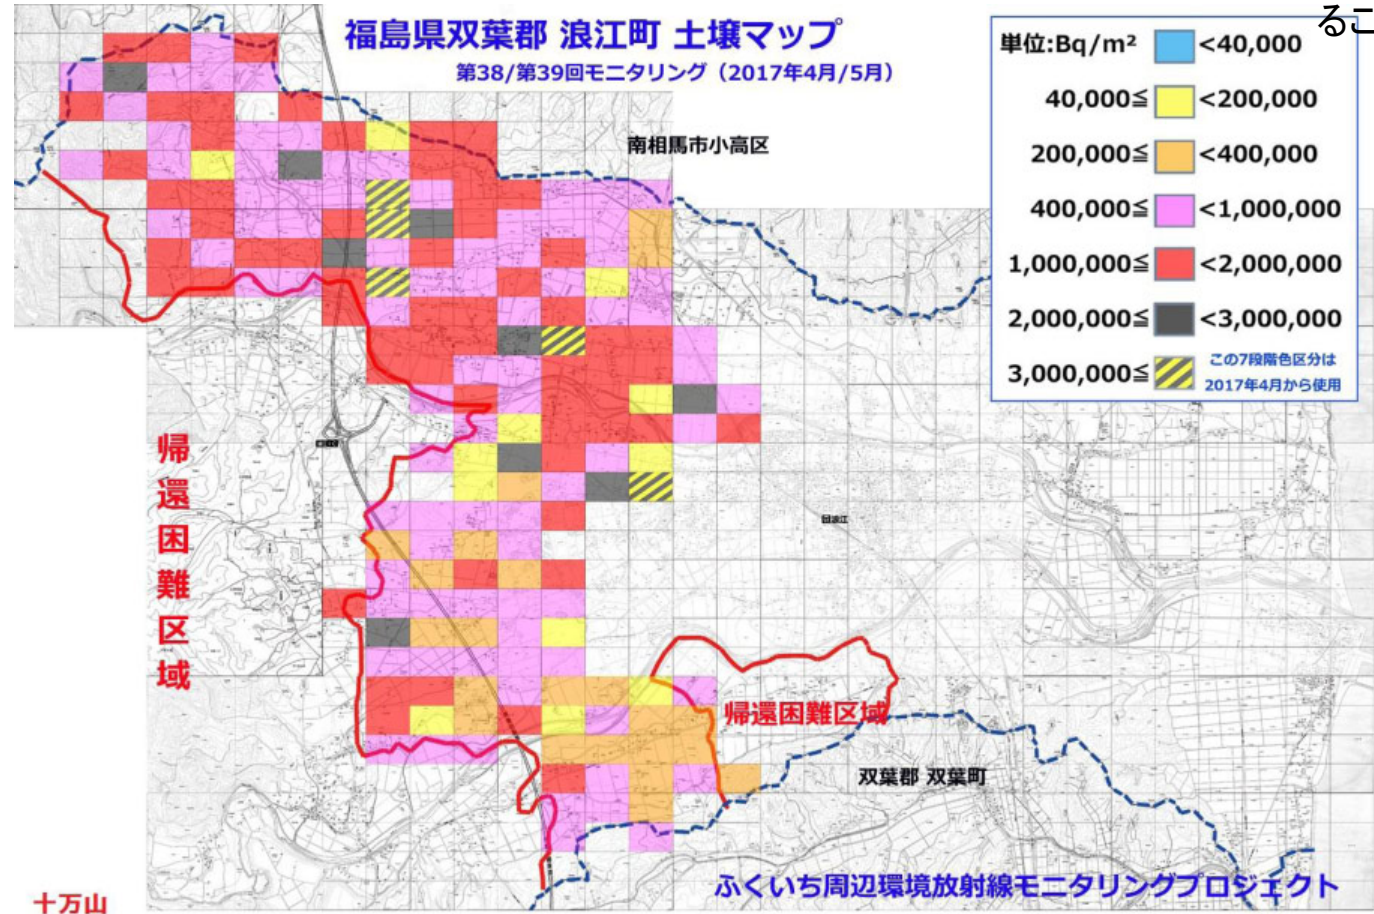 るこ
福島県双葉郡 浪江町 土壌マップ
第38/第39回モニタリング（2017年4月/5月）
単位:Bq/m² <40,000
40,000≦ <200,000
200,000≦ <400,000
400,000≦ <1,000,000
1,000,000≦ <2,000,000
2,000,000≦ <3,000,000
3,000,000≦ この7段階色区分は
2017年4月から使用
南相馬市小高区
帰還困難区域
浪江
帰還困難区域
双葉郡 双葉町
ふくいち周辺環境放射線モニタリングプロジェクト
十万山